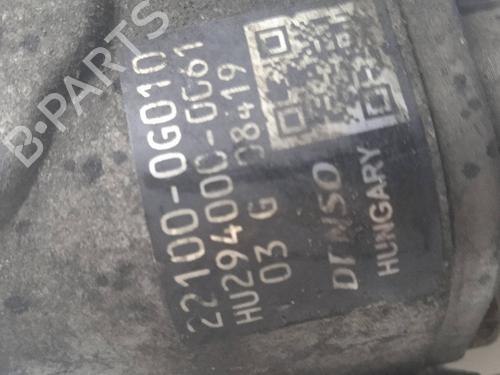 22100-0G010
HU294000-0061
03 G 08419
DENSO
HUNGARY
B-PARTS